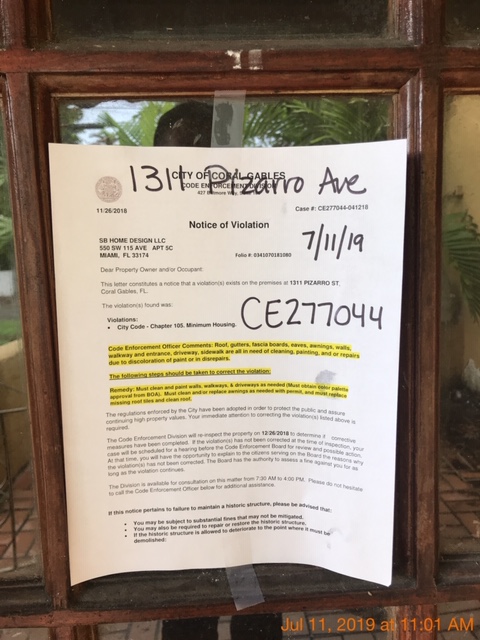 1311 Pizarro Ave
CITY OF CORAL GABLES
CODE ENFORCEMENT DIVISION
427 Biltmore Way,
11/26/2018
Case #: CE277044-041218
Notice of Violation
7/11/19
SB HOME DESIGN LLC
550 SW 115 AVE APT 5C
MIAMI, FL 33174
Folio #: 0341070181080
Dear Property Owner and/or Occupant:
This letter constitutes a notice that a violation(s) exists on the premises at 1311 PIZARRO ST,
Coral Gables, FL.
The violation(s) found was:
CE277044
Violations:
• City Code - Chapter 105. Minimum Housing.
Code Enforcement Officer Comments: Roof, gutters, fascia boards, eaves, awnings, walls,
walkway and entrance, driveway, sidewalk are all in need of cleaning, painting, and or repairs
due to discoloration of paint or in disrepairs.
The following steps should be taken to correct the violation:
Remedy: Must clean and paint walls, walkways, & driveways as needed (Must obtain color palette
approval from BOA). Must clean and/or replace awnings as needed with permit, and must replace
missing roof tiles and clean roof.
The regulations enforced by the City have been adopted in order to protect the public and assure
continuing high property values. Your immediate attention to correcting the violation(s) listed above is
required.
The Code Enforcement Division will re-inspect the property on 12/26/2018 to determine if corrective
measures have been completed. If the violation(s) has not been corrected at the time of inspection, your
case will be scheduled for a hearing before the Code Enforcement Board for review and possible action.
At that time, you will have the opportunity to explain to the citizens serving on the Board the reasons why
the violation(s) has not been corrected. The Board has the authority to assess a fine against you for as
long as the violation continues.
The Division is available for consultation on this matter from 7:30 AM to 4:00 PM. Please do not hesitate
to call the Code Enforcement Officer below for additional assistance.
If this notice pertains to failure to maintain a historic structure, please be advised that:
• You may be subject to substantial fines that may not be mitigated.
• You may also be required to repair or restore the historic structure.
• If the historic structure is allowed to deteriorate to the point where it must be
demolished:
Jul 11, 2019 at 11:01 AM